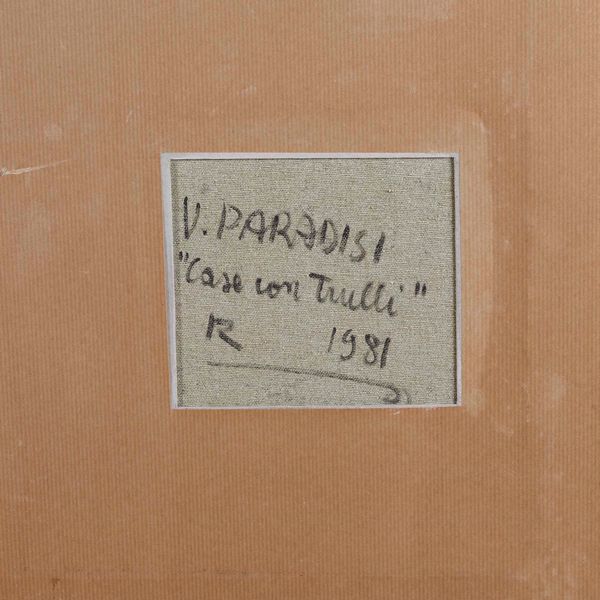 V. PARADISI
"Case con Trulli"
R 1981